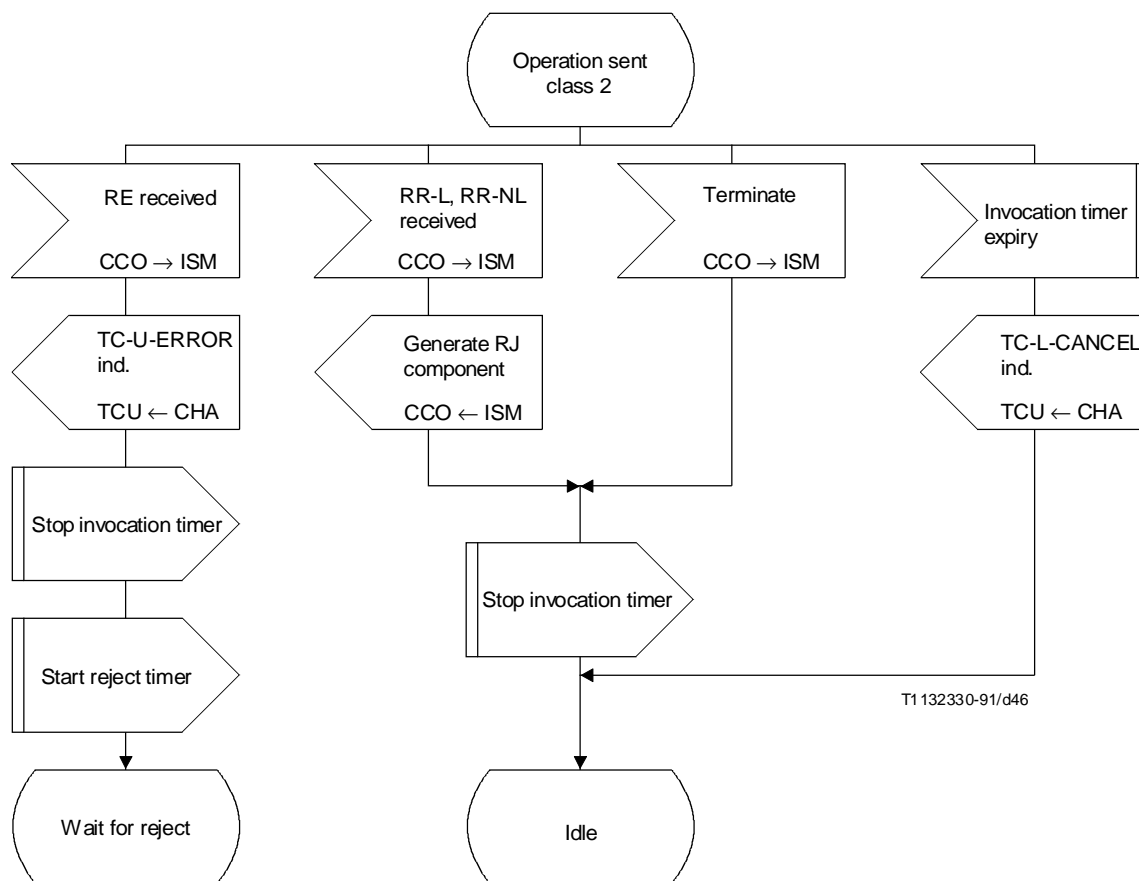 Operation sent
class 2
RE received
CCO → ISM
RR-L, RR-NL
received
CCO → ISM
Terminate
CCO → ISM
Invocation timer
expiry
TC-U-ERROR
ind.
TCU ← CHA
Generate RJ
component
CCO ← ISM
TC-L-CANCEL
ind.
TCU ← CHA
Stop invocation timer
Stop invocation timer
Start reject timer
T1132330-91/d46
Wait for reject
Idle